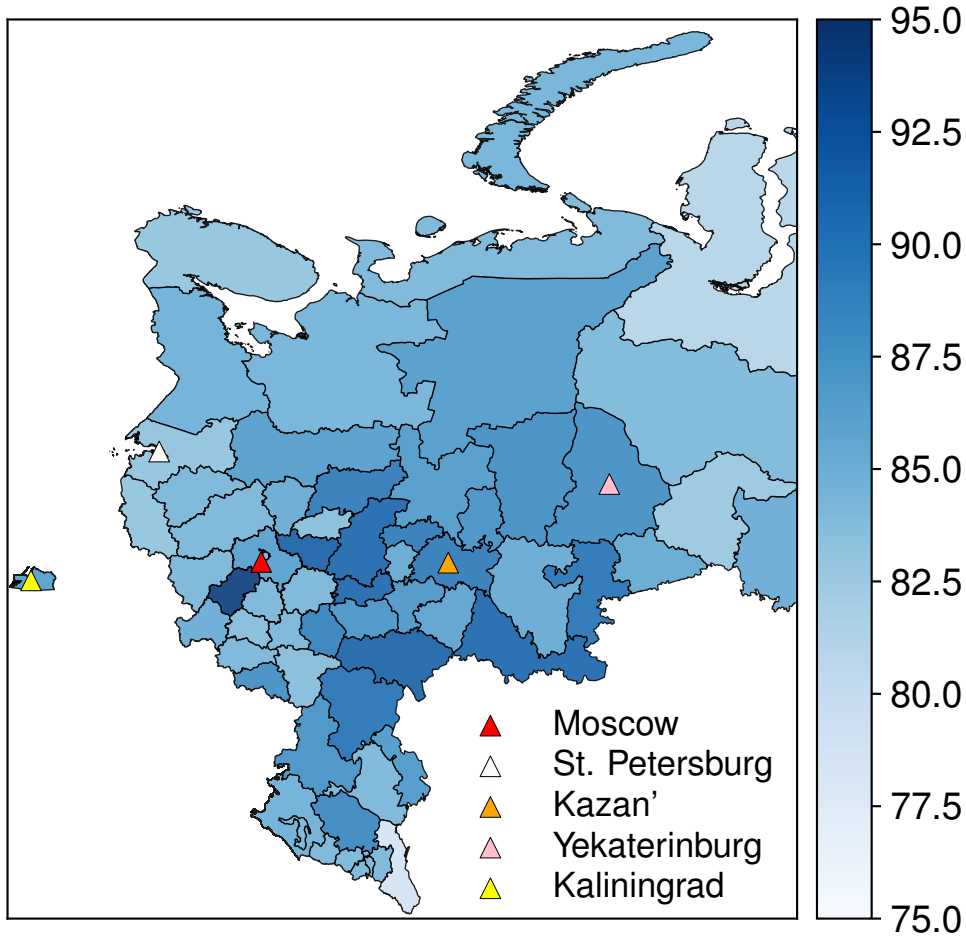 95.0
92.5
90.0
87.5
85.0
82.5
80.0
77.5
75.0
Moscow
St. Petersburg
Kazan’
Yekaterinburg
Kaliningrad